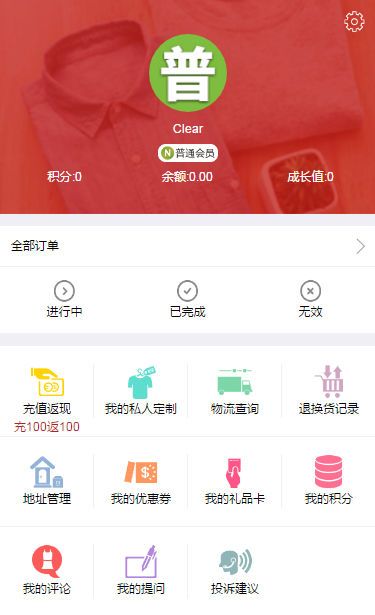 普
Clear
N 普通会员
积分:0 余额:0.00 成长值:0
全部订单
进行中 已完成 无效
充值返现 我的私人定制 物流查询 退换货记录
充100返100
地址管理 我的优惠券 我的礼品卡 我的积分
我的评论 我的提问 投诉建议